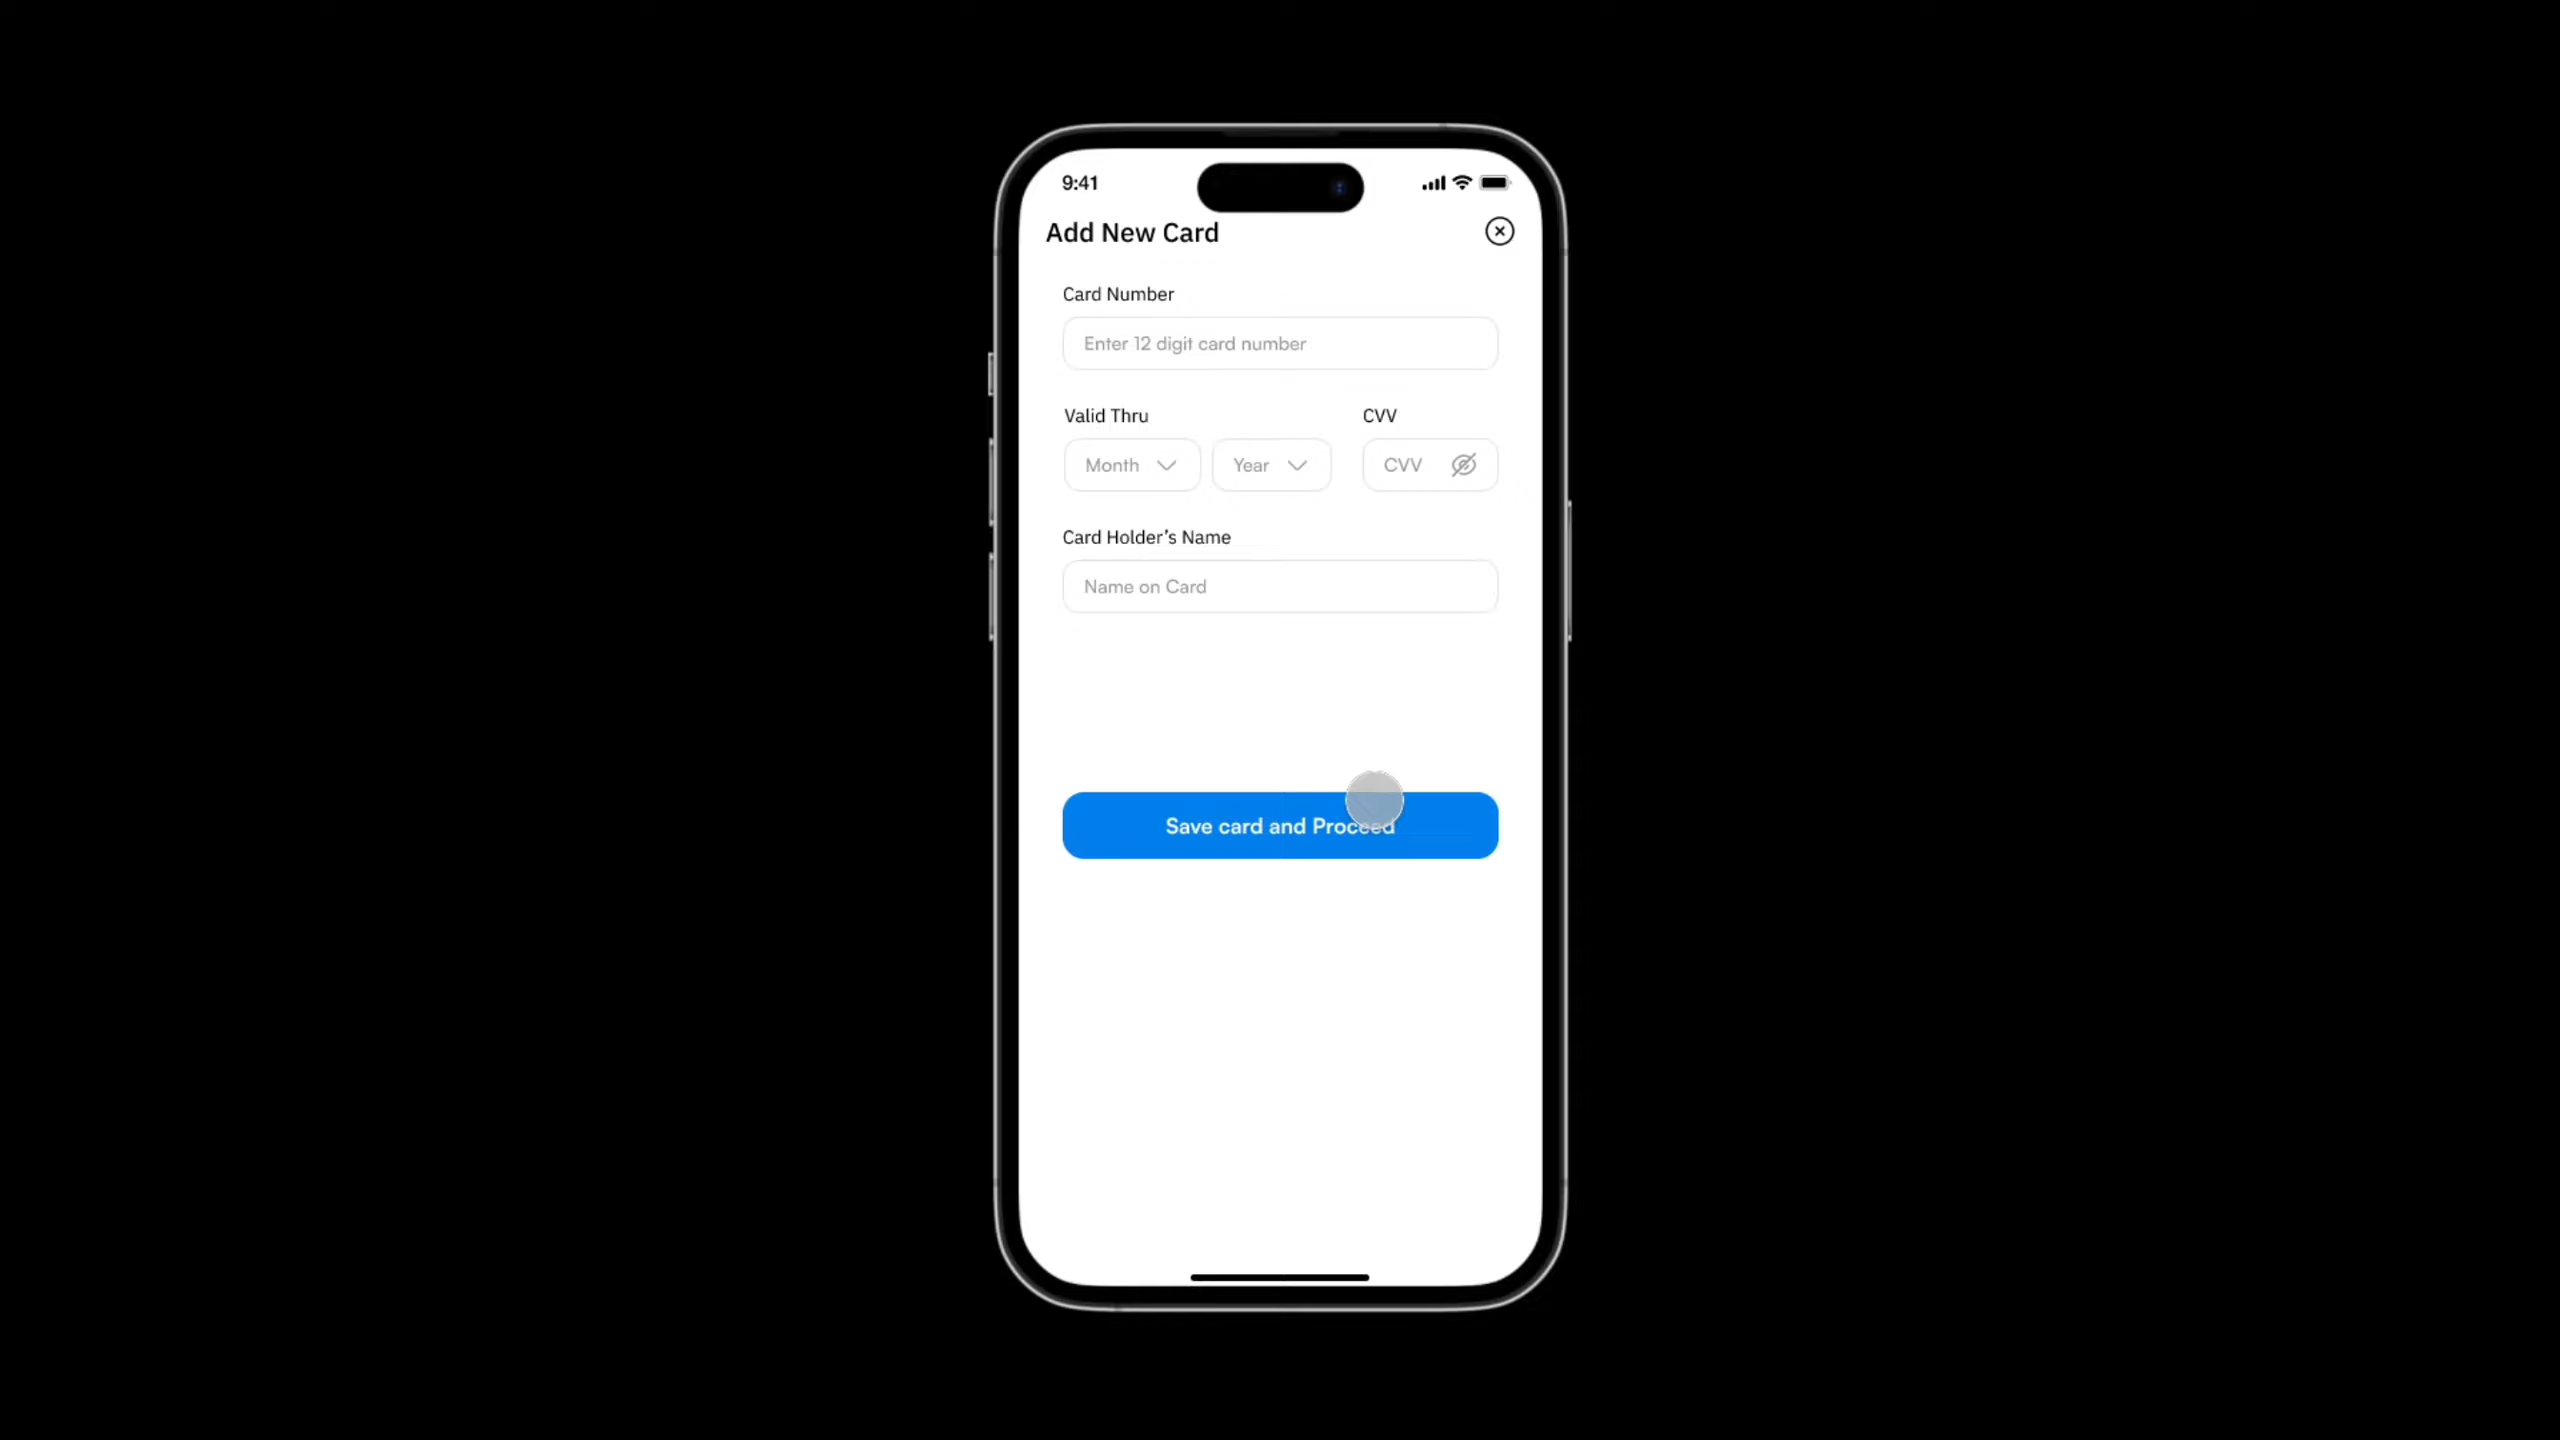 9:41
Add New Card
Card Number
Enter 12 digit card number
Valid Thru
CVV
Month
Year
CVV
Card Holder’s Name
Name on Card
Save card and Proceed